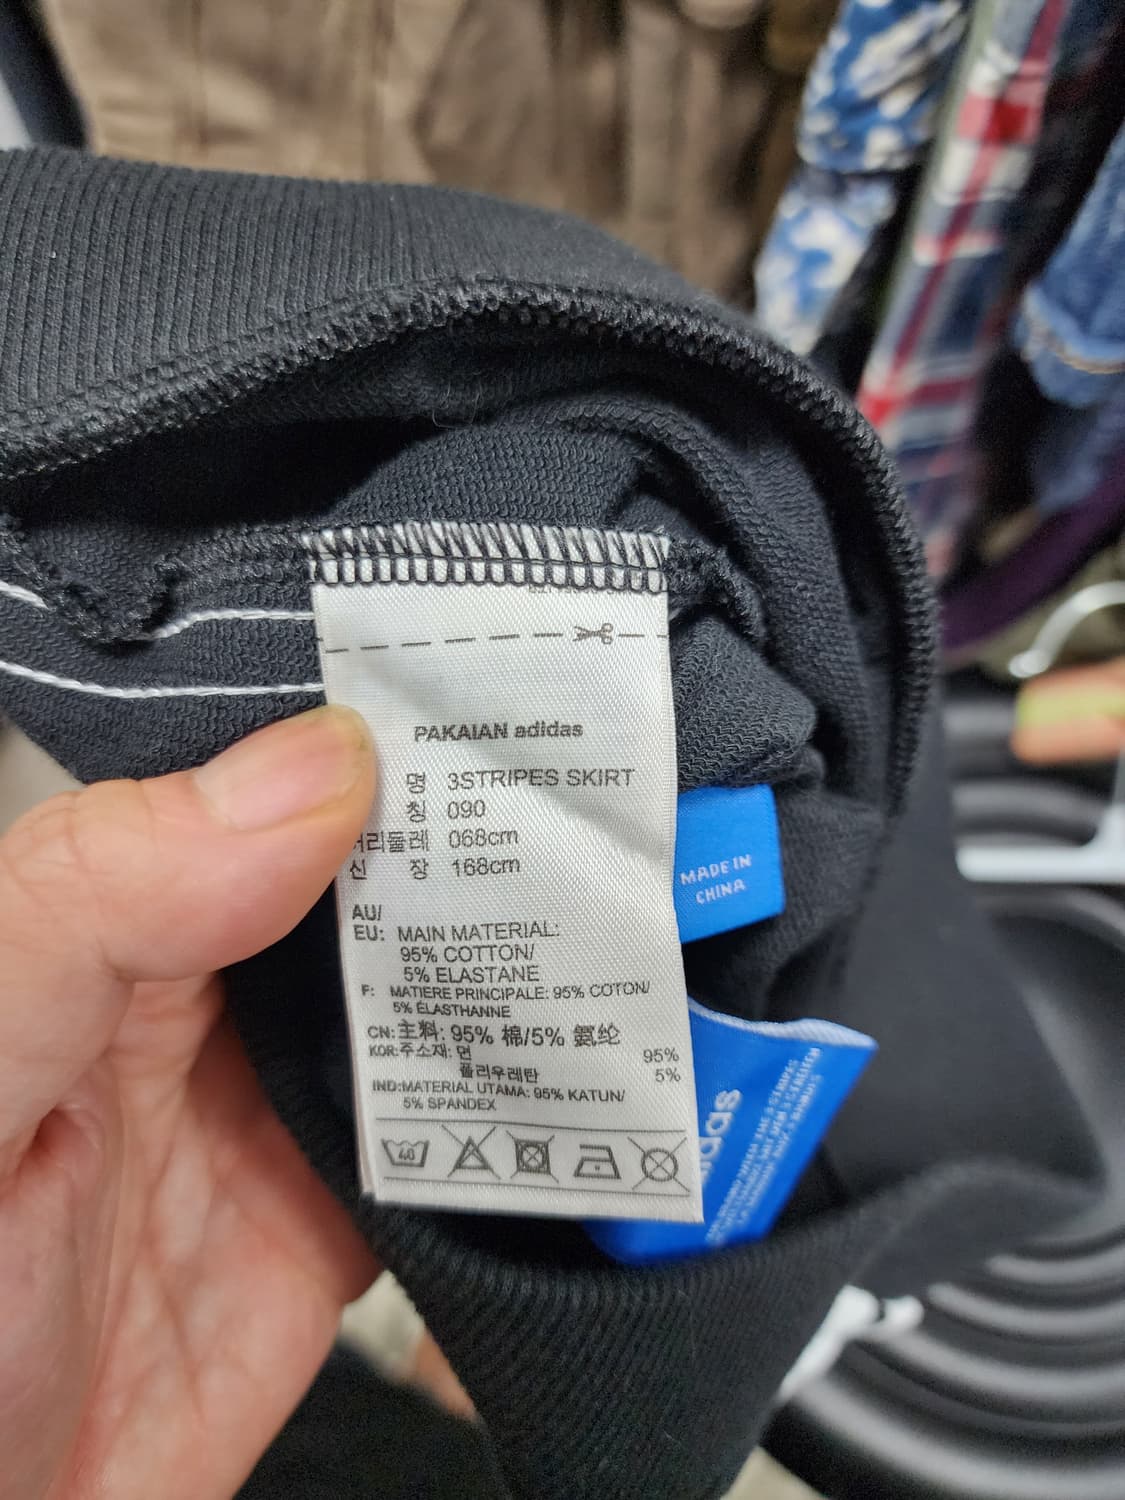 PAKAIAN adidas
명 3STRIPES SKIRT
칭 090
허리둘레 068cm
신 장 168cm
AU/
EU: MAIN MATERIAL:
95% COTTON/
5% ELASTANE
F: MATIERE PRINCIPALE: 95% COTON/
5% ÉLASTHANNE
CN: 主料: 95% 棉/5% 氨纶
KOR: 주소재: 면 95%
폴리우레탄 5%
IND: MATERIAL UTAMA: 95% KATUN/
5% SPANDEX
40
MADE IN
CHINA